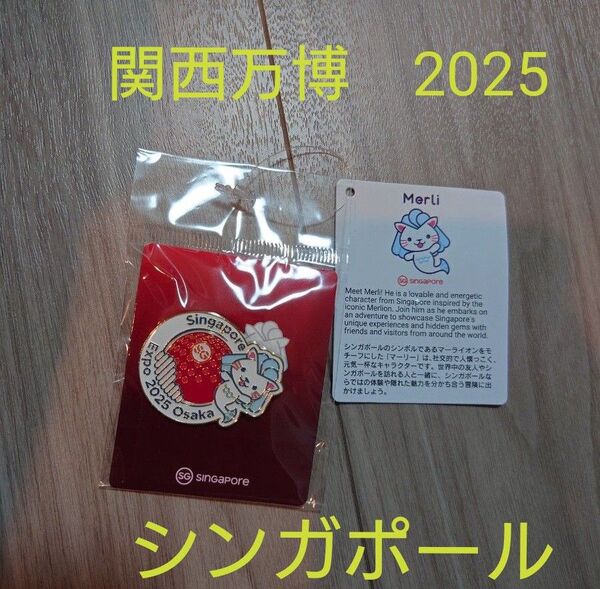 関西万博　2025
Merli
SG SINGAPORE
Meet Merli! He is a lovable and energetic
character from Singapore inspired by the
iconic Merlion. Join him as he embarks on
an adventure to showcase Singapore's
unique experiences and hidden gems with
friends and visitors from around the world.
シンガポールのシンボルであるマーライオンをモ
チーフにした「マーリー」は、社交的で人懐っこく、
元気一杯なキャラクターです。世界中の友人やシ
ンガポールを訪れる人と一緒に、シンガポールな
らではの体験や隠れた魅力を分かち合う冒険に出
かけましょう。
Singapore
SG
Expo 2025 Osaka
SG SINGAPORE
シンガポール